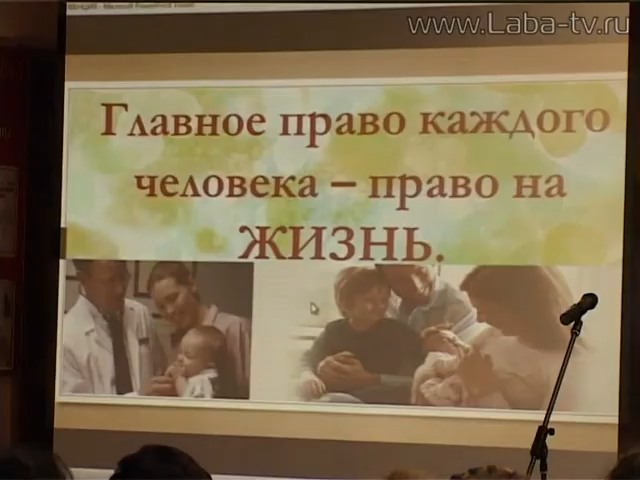 www.Laba-tv.ru
Главное право каждого
человека – право на
ЖИЗНЬ.